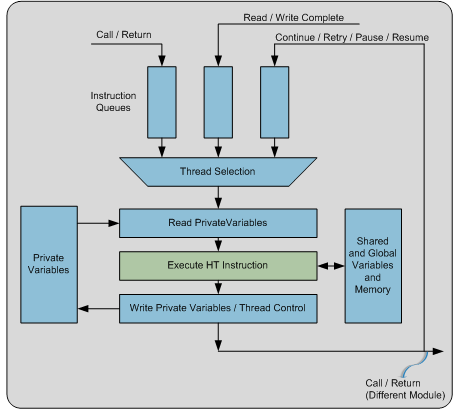 Read / Write Complete
Call / Return
Continue / Retry / Pause / Resume
Instruction
Queues
Thread Selection
Read PrivateVariables
Private
Variables
Execute HT Instruction
Shared
and Global
Variables
and
Memory
Write Private Variables / Thread Control
Call / Return
(Different Module)